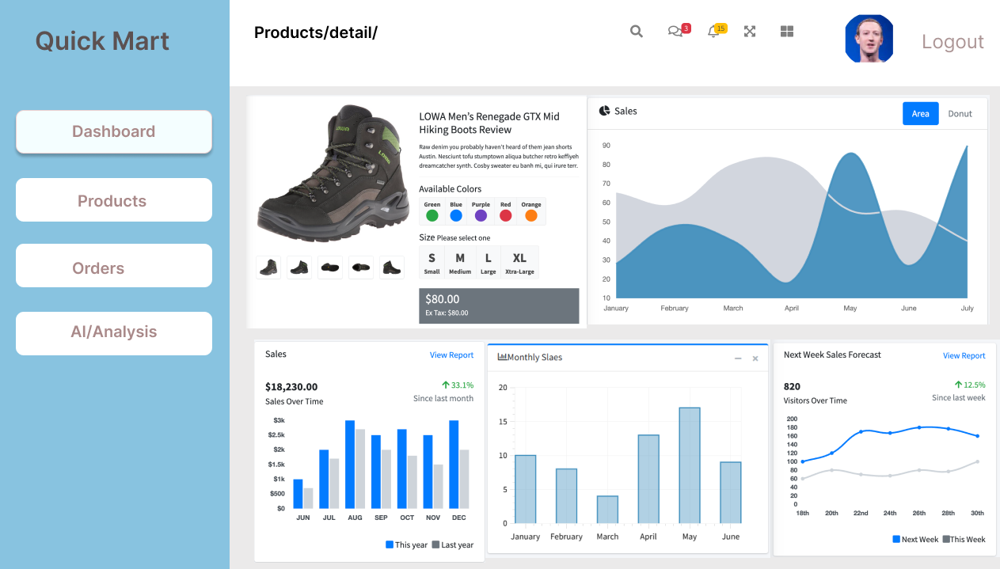 Quick Mart
Dashboard
Products
Orders
AI/Analysis
Products/detail/
3
15
Logout
LOWA Men's Renegade GTX Mid
Hiking Boots Review
Raw denim you probably haven't heard of them jean shorts
Austin. Nesciunt tofu stumptown aliqua butcher retro keffiyeh
dreamcatcher synth. Cosby sweater eu banh mi, qui irure terr.
Available Colors
Green Blue Purple Red Orange
Size Please select one
S M L XL
Small Medium Large Xtra-Large
$80.00
Ex Tax: $80.00
LOWA
LOWA
Sales
Area Donut
90
80
70
60
50
40
30
20
10
January February March April May June July
Sales
View Report
$18,230.00
33.1%
Sales Over Time
Since last month
$3k
$2.5k
$2k
$1.5k
$1k
$500
$0
JUN JUL AUG SEP OCT NOV DEC
This year Last year
Monthly Slaes
20
15
10
5
0
January February March April May June
Next Week Sales Forecast
View Report
820
12.5%
Visitors Over Time
Since last week
200
180
160
140
120
100
80
60
40
20
0
18th 20th 22nd 24th 26th 28th 30th
Next Week This Week